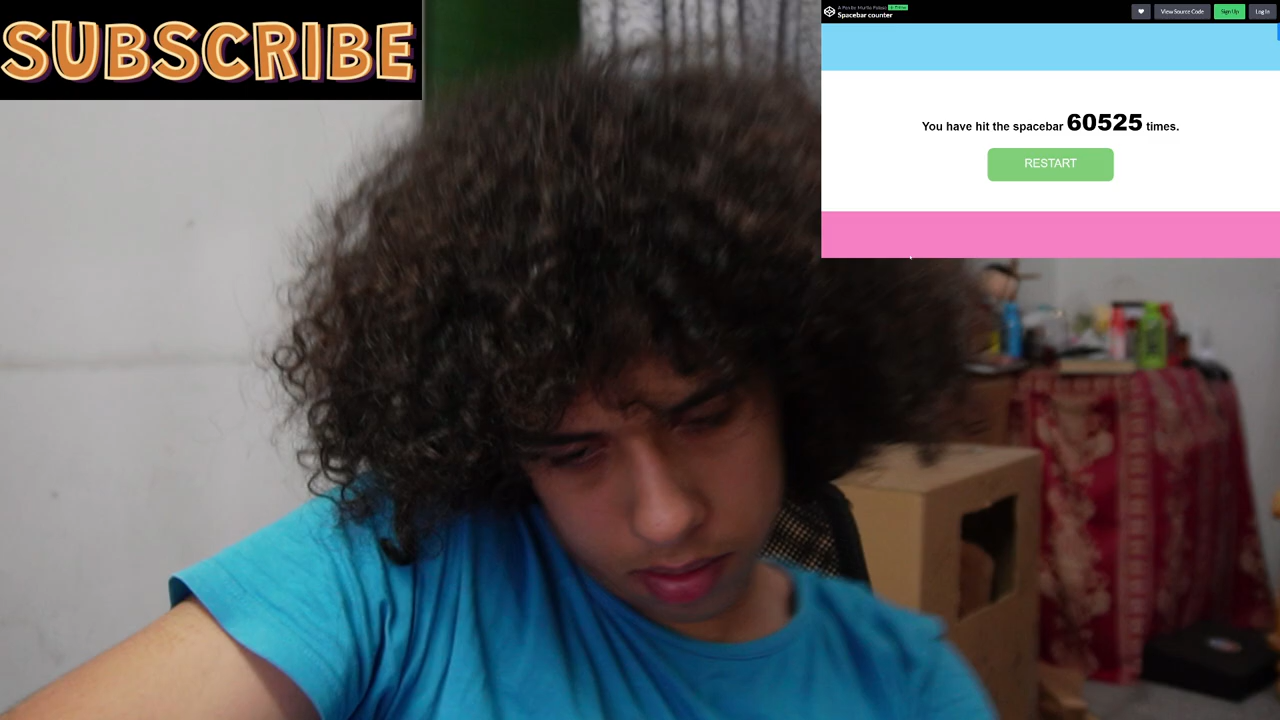 SUBSCRIBE
Spacebar counter
View Source Code
Sign Up
Log In
You have hit the spacebar 60525 times.
RESTART